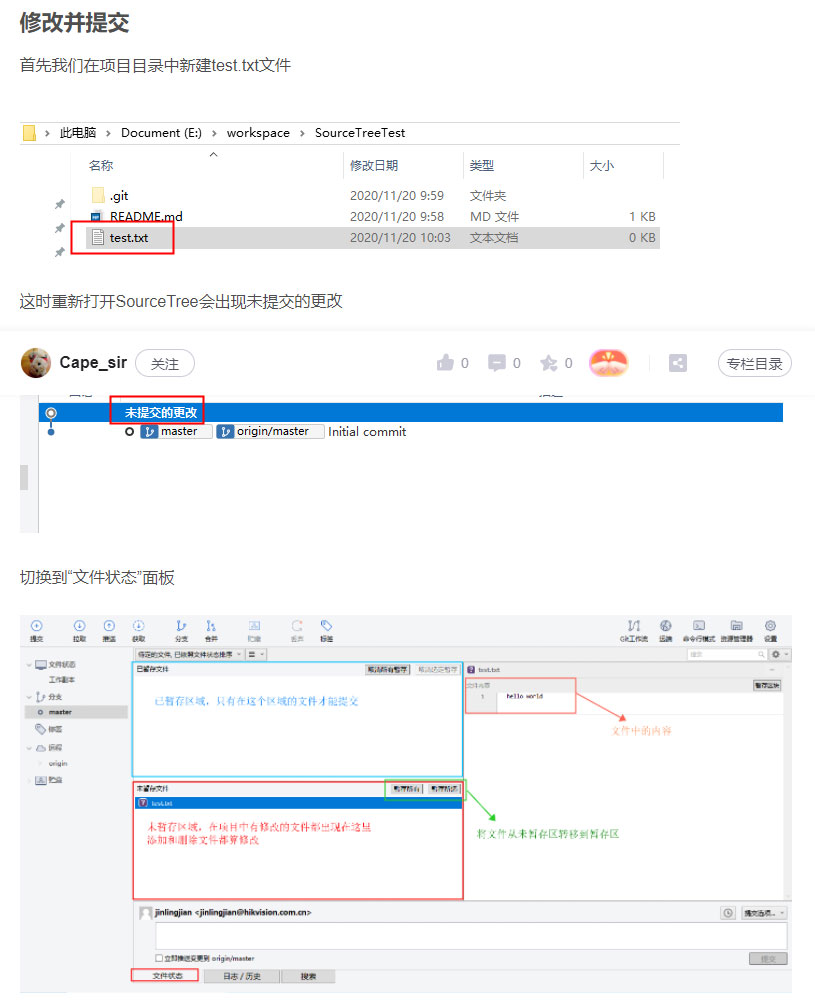 修改并提交
首先我们在项目目录中新建test.txt文件
此电脑 > Document (E:) > workspace > SourceTreeTest
名称 修改日期 类型 大小
.git 2020/11/20 9:59 文件夹
README.md 2020/11/20 9:58 MD 文件 1 KB
test.txt 2020/11/20 10:03 文本文档 0 KB
这时重新打开SourceTree会出现未提交的更改
Cape_sir 关注 0 0 0 专栏目录
未提交的更改
master origin/master Initial commit
切换到“文件状态”面板
提交 拉取 推送 获取 分支 合并 贮藏 丢弃 标签 Git工作流 远端 命令行模式 资源管理器 设置
待定的文件, 已依照文件状态排序 搜索
文件状态
工作副本
分支
master
标签
远程
origin
贮藏
已暂存文件 取消所有暂存 取消选定暂存
test.txt
文件内容 暂存区块
1 hello world
已暂存区域，只有在这个区域的文件才能提交
文件中的内容
未暂存文件 暂存所有 暂存所选
test.txt
未暂存区域，在项目中有修改的文件都出现在这里
添加和删除文件都算修改
将文件从未暂存区转移到暂存区
jinlingjian <jinlingjian@hikvision.com.cn> 提交选项...
立即推送变更到 origin/master 提交
文件状态 日志 / 历史 搜索